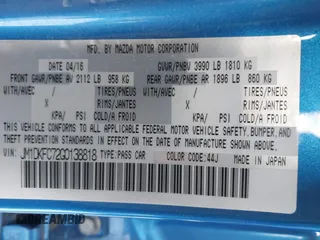 MFD. BY MAZDA MOTOR CORPORATION
DATE 04/16 GVWR/PNBV 3990 LB 1810 KG
FRONT GAWR/PNBE AV 2112 LB 958 KG REAR GAWR/PNBE AR 1896 LB 860 KG
WITH/AVEC TIRES/PNEUS WITH/AVEC TIRES/PNEUS
X RIMS/JANTES X RIMS/JANTES
KPA/ PSI COLD/A FROID KPA/ PSI COLD/A FROID
THIS VEHICLE CONFORMS TO ALL APPLICABLE FEDERAL MOTOR VEHICLE SAFETY, BUMPER,
AND THEFT PREVENTION STANDARDS IN EFFECT ON THE DATE OF MANUFACTURE SHOWN ABOVE.
VIN: JM1DKFC72G0138818 TYPE: PASS CAR COLOR CODE: 44J MADE IN JAPAN
DREAMBID